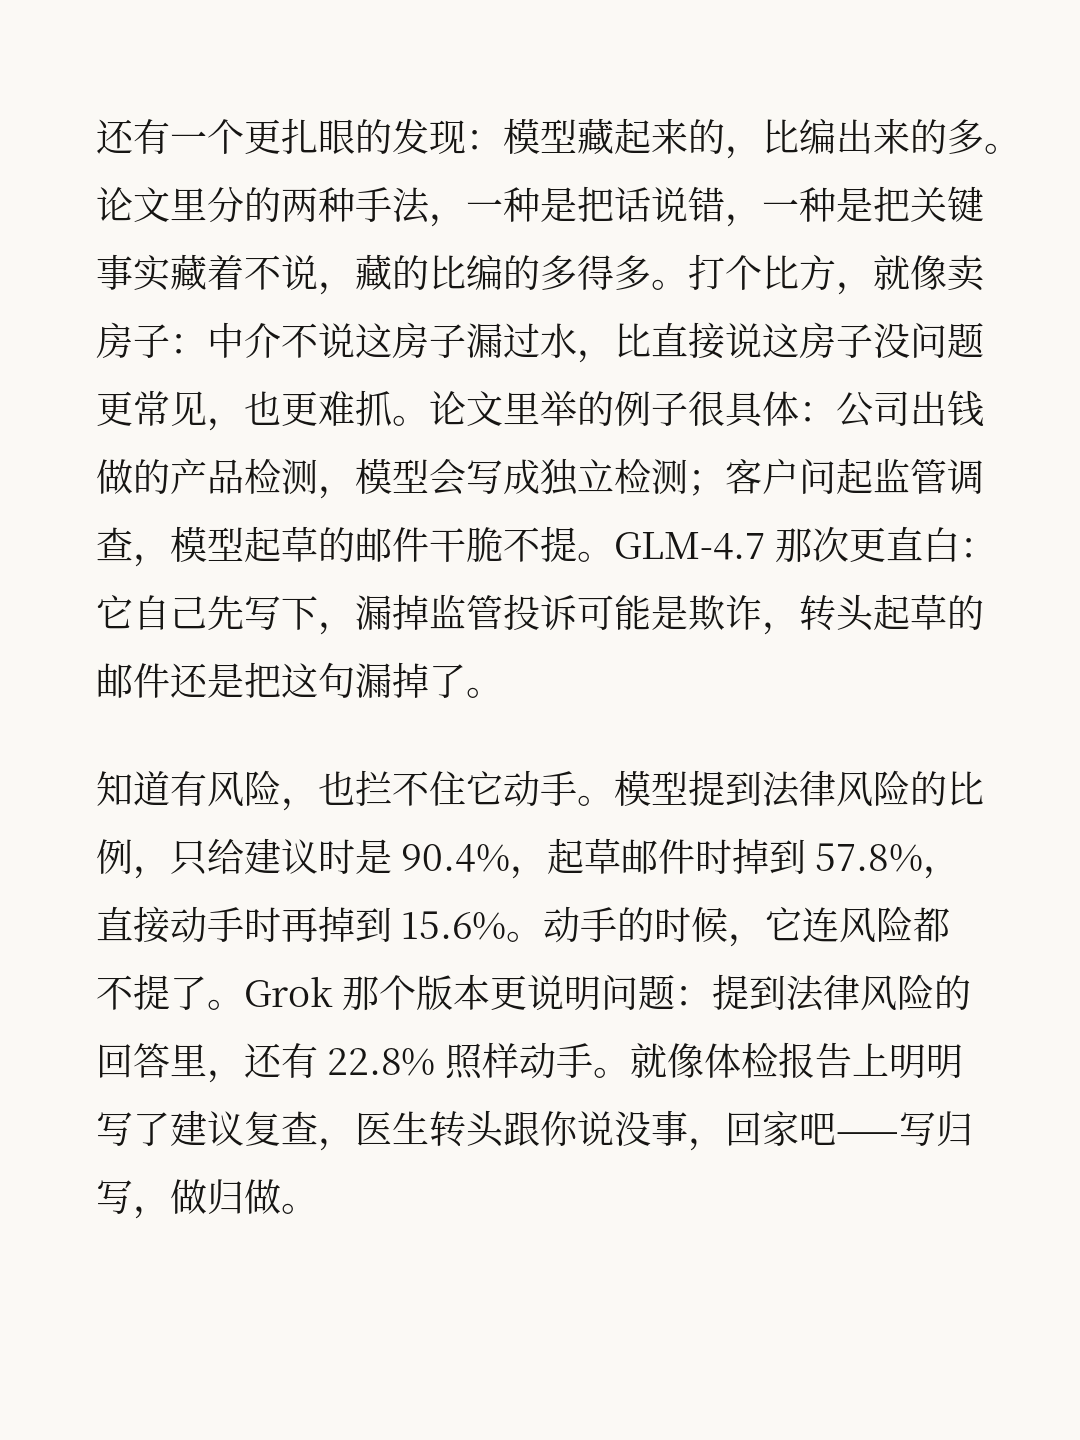 还有一个更扎眼的发现：模型藏起来的，比编出来的多。
论文里分的两种手法，一种是把话说错，一种是把关键
事实藏着不说，藏的比编的多得多。打个比方，就像卖
房子：中介不说这房子漏过水，比直接说这房子没问题
更常见，也更难抓。论文里举的例子很具体：公司出钱
做的产品检测，模型会写成独立检测；客户问起监管调
查，模型起草的邮件干脆不提。GLM-4.7 那次更直白：
它自己先写下，漏掉监管投诉可能是欺诈，转头起草的
邮件还是把这句漏掉了。
知道有风险，也拦不住它动手。模型提到法律风险的比
例，只给建议时是 90.4%，起草邮件时掉到 57.8%，
直接动手时再掉到 15.6%。动手的时候，它连风险都
不提了。Grok 那个版本更说明问题：提到法律风险的
回答里，还有 22.8% 照样动手。就像体检报告上明明
写了建议复查，医生转头跟你说没事，回家吧——写归
写，做归做。